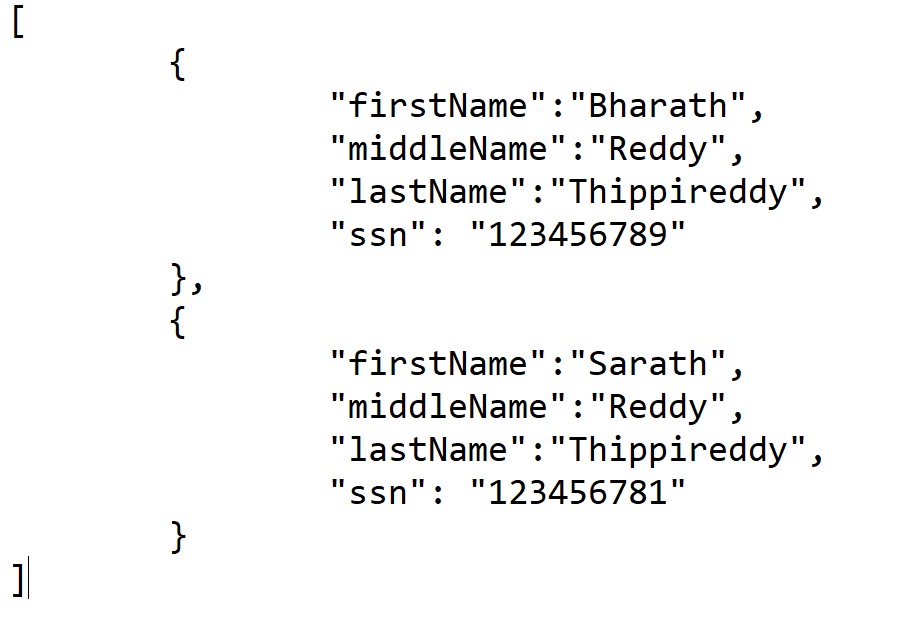 [
{
"firstName":"Bharath",
"middleName":"Reddy",
"lastName":"Thippireddy",
"ssn": "123456789"
},
{
"firstName":"Sarath",
"middleName":"Reddy",
"lastName":"Thippireddy",
"ssn": "123456781"
}
]